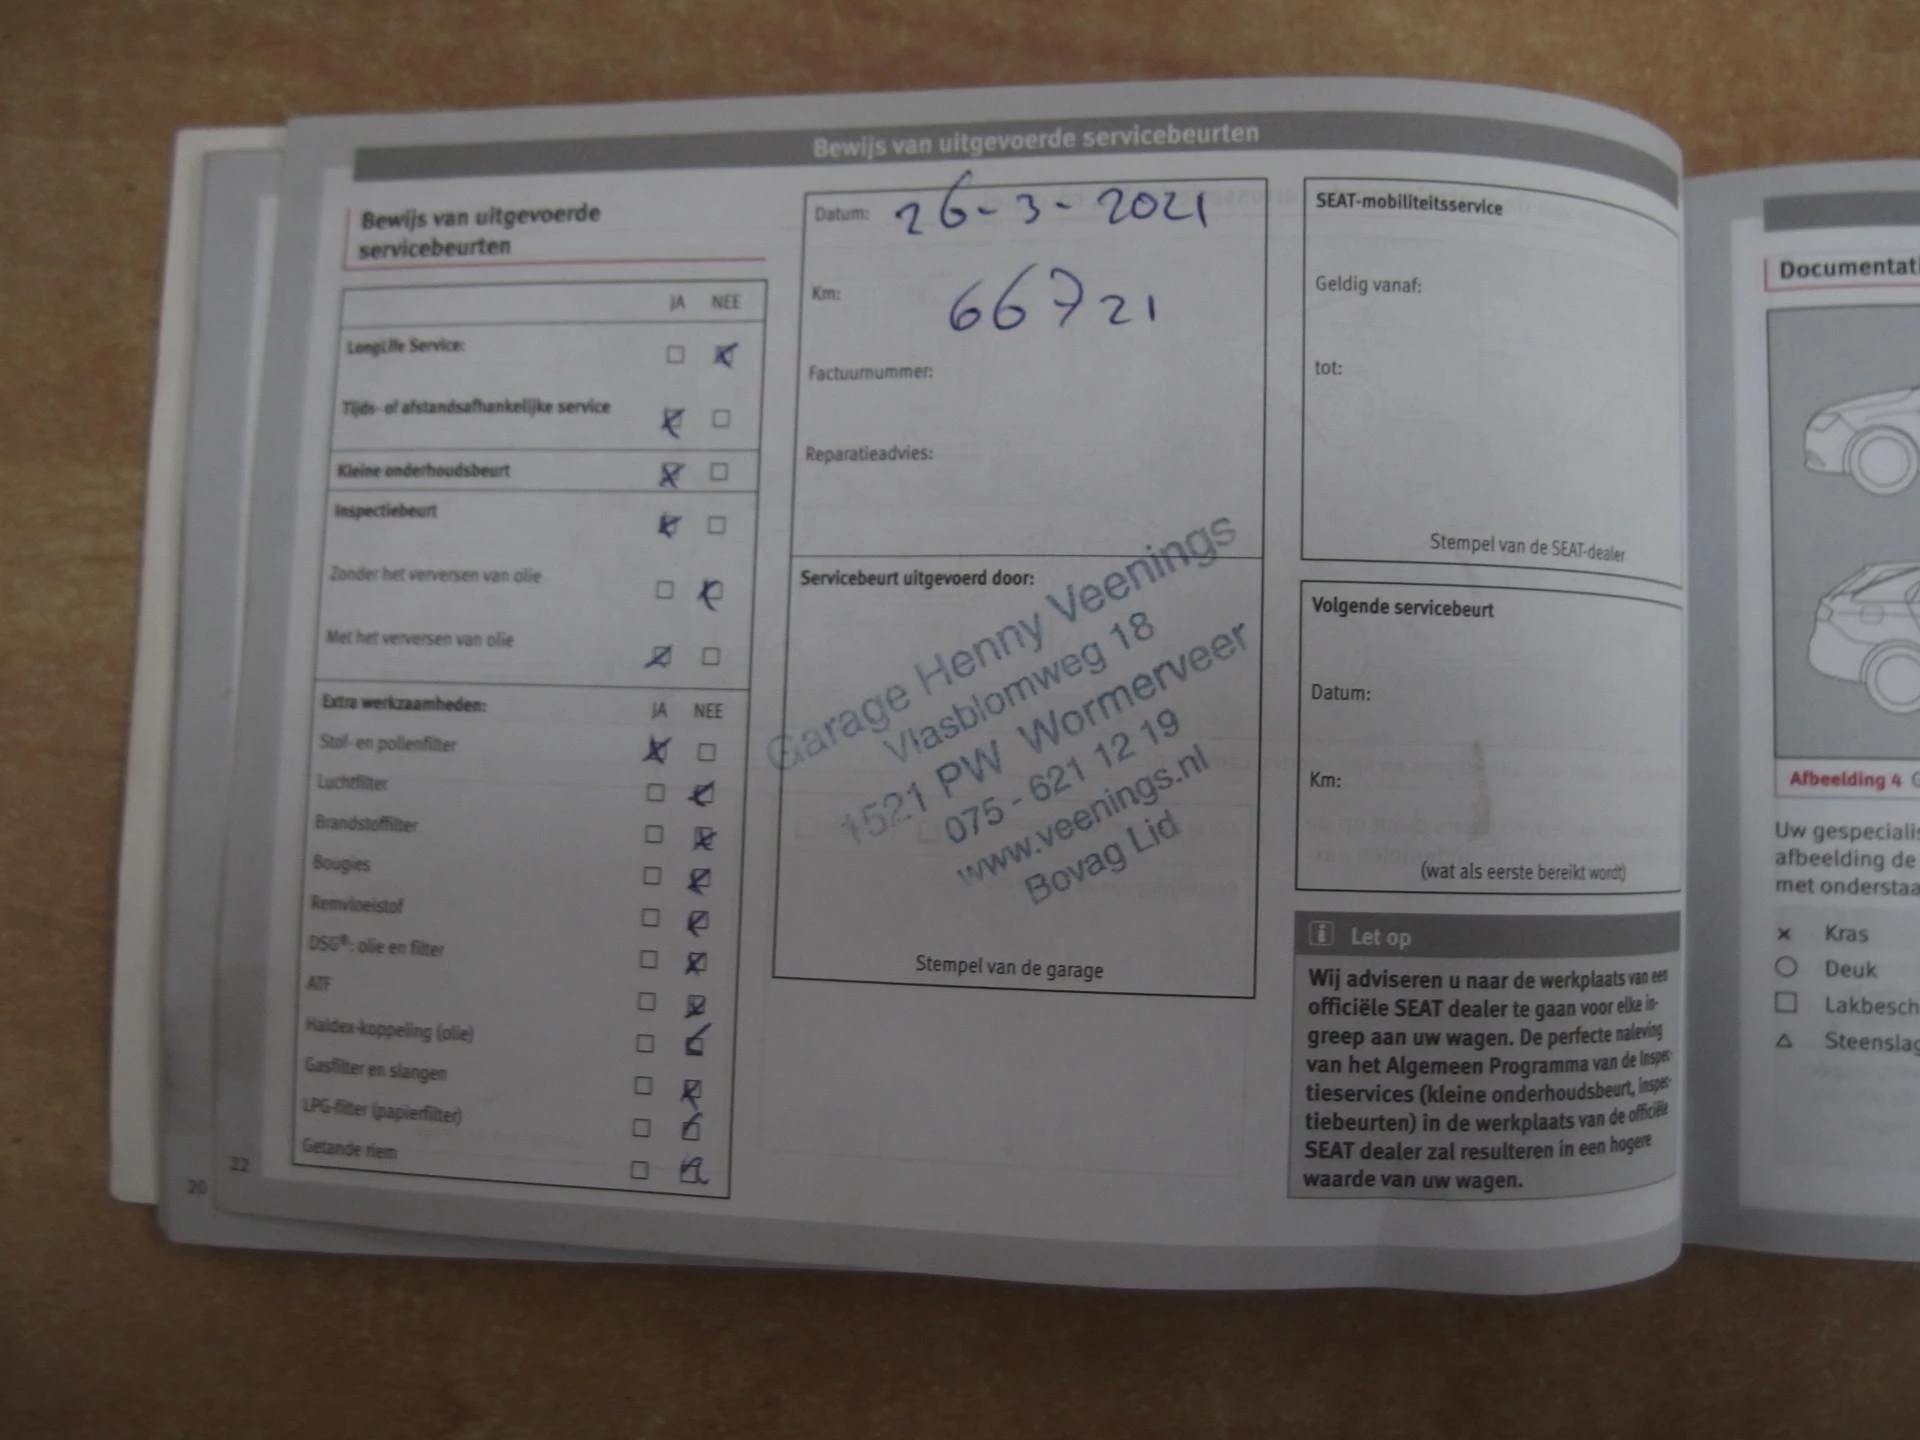 Bewijs van uitgevoerde servicebeurten
Bewijs van uitgevoerde
servicebeurten
JA NEE
LongLife Service:
Tijds- of afstandsafhankelijke service
Kleine onderhoudsbeurt
Inspectiebeurt
Zonder het verversen van olie
Met het verversen van olie
Extra werkzaamheden: JA NEE
Stof- en pollenfilter
Luchtfilter
Brandstoffilter
Bougies
Remvloeistof
DSG®: olie en filter
ATF
Haldex-koppeling (olie)
Gasfilter en slangen
LPG-filter (papierfilter)
Getande riem
22
20
Datum: 26-3-2021
Km: 66721
Factuurnummer:
Reparatieadvies:
Servicebeurt uitgevoerd door:
Garage Henny Veenings
Vlasblomweg 18
1521 PW Wormerveer
075 - 621 12 19
www.veenings.nl
Bovag Lid
Stempel van de garage
SEAT-mobiliteitsservice
Geldig vanaf:
tot:
Stempel van de SEAT-dealer
Volgende servicebeurt
Datum:
Km:
(wat als eerste bereikt wordt)
i Let op
Wij adviseren u naar de werkplaats van een
officiële SEAT dealer te gaan voor elke in-
greep aan uw wagen. De perfecte naleving
van het Algemeen Programma van de Inspec-
tieservices (kleine onderhoudsbeurt, inspec-
tiebeurten) in de werkplaats van de officiële
SEAT dealer zal resulteren in een hogere
waarde van uw wagen.
Documentati
Afbeelding 4 G
Uw gespecialis
afbeelding de
met onderstaa
× Kras
○ Deuk
□ Lakbesch
△ Steenslag